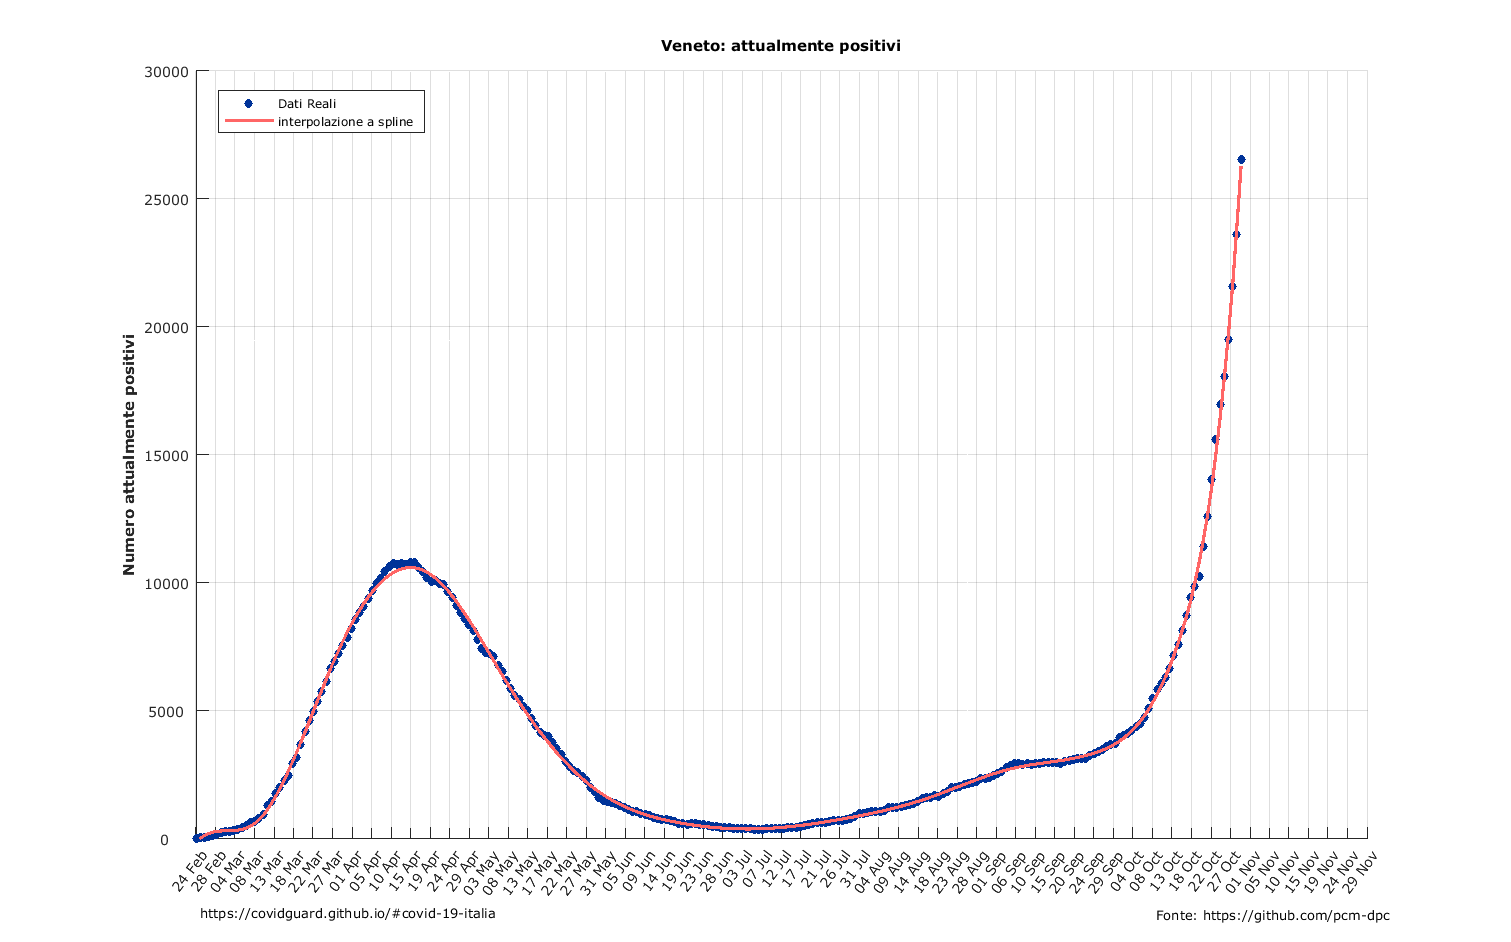 Veneto: attualmente positivi
30000
25000
20000
15000
10000
5000
0
Numero attualmente positivi
Dati Reali
interpolazione a spline
24 Feb
28 Feb
04 Mar
08 Mar
13 Mar
18 Mar
22 Mar
27 Mar
01 Apr
05 Apr
10 Apr
15 Apr
19 Apr
24 Apr
29 Apr
03 May
08 May
13 May
17 May
22 May
27 May
31 May
05 Jun
09 Jun
14 Jun
19 Jun
23 Jun
28 Jun
03 Jul
07 Jul
12 Jul
17 Jul
21 Jul
26 Jul
31 Jul
04 Aug
09 Aug
14 Aug
18 Aug
23 Aug
28 Aug
01 Sep
06 Sep
10 Sep
15 Sep
20 Sep
24 Sep
29 Sep
04 Oct
08 Oct
13 Oct
18 Oct
22 Oct
27 Oct
01 Nov
05 Nov
10 Nov
15 Nov
19 Nov
24 Nov
29 Nov
https://covidguard.github.io/#covid-19-italia
Fonte: https://github.com/pcm-dpc